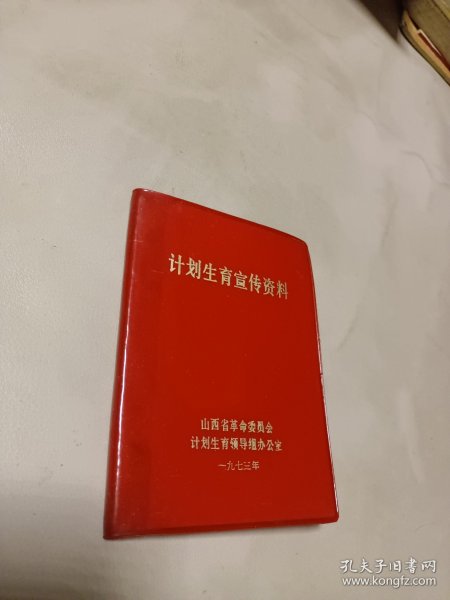 计划生育宣传资料
山西省革命委员会
计划生育领导组办公室
一九七三年
孔夫子旧书网
www.kongfz.com